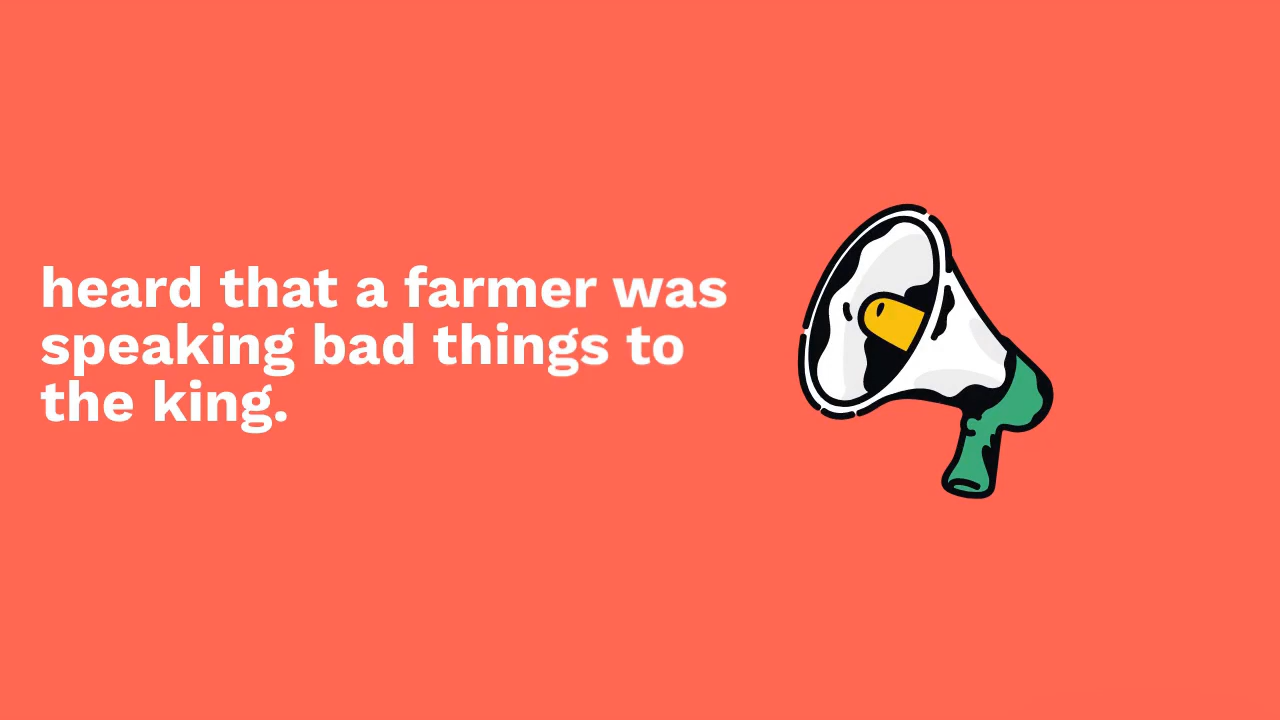 heard that a farmer was
speaking bad things to
the king.